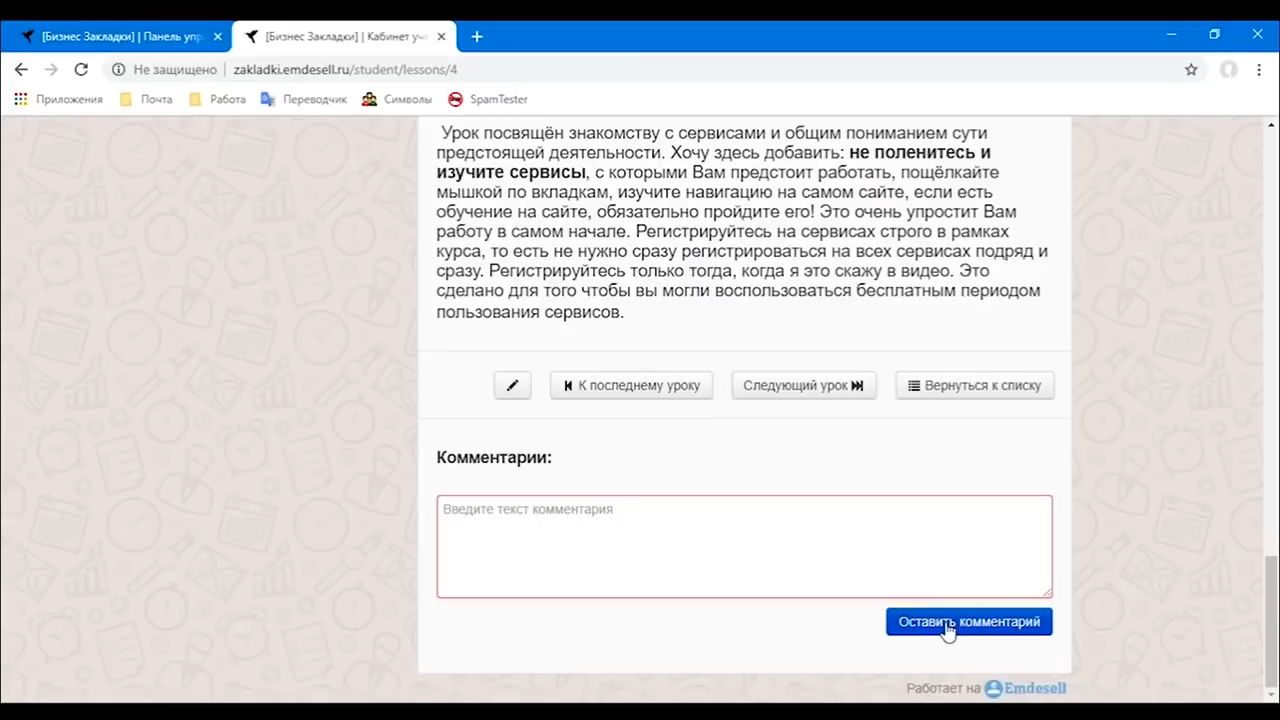 [Бизнес Закладки] | Панель упр
[Бизнес Закладки] | Кабинет уч
Не защищено
zakladki.emdesell.ru/student/lessons/4
Приложения
Почта
Работа
Переводчик
Символы
SpamTester
Урок посвящён знакомству с сервисами и общим пониманием сути
предстоящей деятельности. Хочу здесь добавить: не поленитесь и
изучите сервисы, с которыми Вам предстоит работать, пощёлкайте
мышкой по вкладкам, изучите навигацию на самом сайте, если есть
обучение на сайте, обязательно пройдите его! Это очень упростит Вам
работу в самом начале. Регистрируйтесь на сервисах строго в рамках
курса, то есть не нужно сразу регистрироваться на всех сервисах подряд и
сразу. Регистрируйтесь только тогда, когда я это скажу в видео. Это
сделано для того чтобы вы могли воспользоваться бесплатным периодом
пользования сервисов.
К последнему уроку
Следующий урок
Вернуться к списку
Комментарии:
Введите текст комментария
Оставить комментарий
Работает на Emdesell